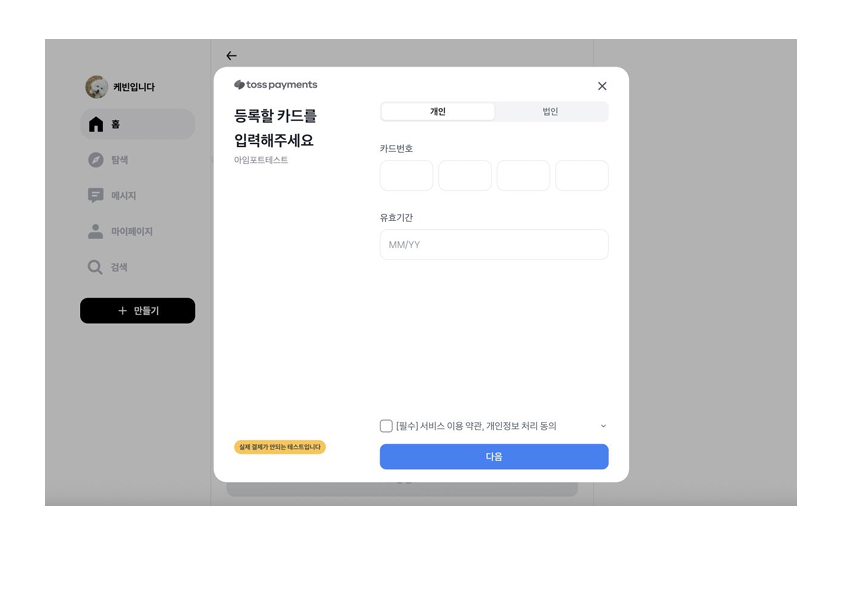 케빈입니다
홈
탐색
메시지
마이페이지
검색
만들기
toss payments
등록할 카드를
입력해주세요
아임포트테스트
실제 결제가 안되는 테스트입니다
개인
법인
카드번호
유효기간
MM/YY
[필수] 서비스 이용 약관, 개인정보 처리 동의
다음